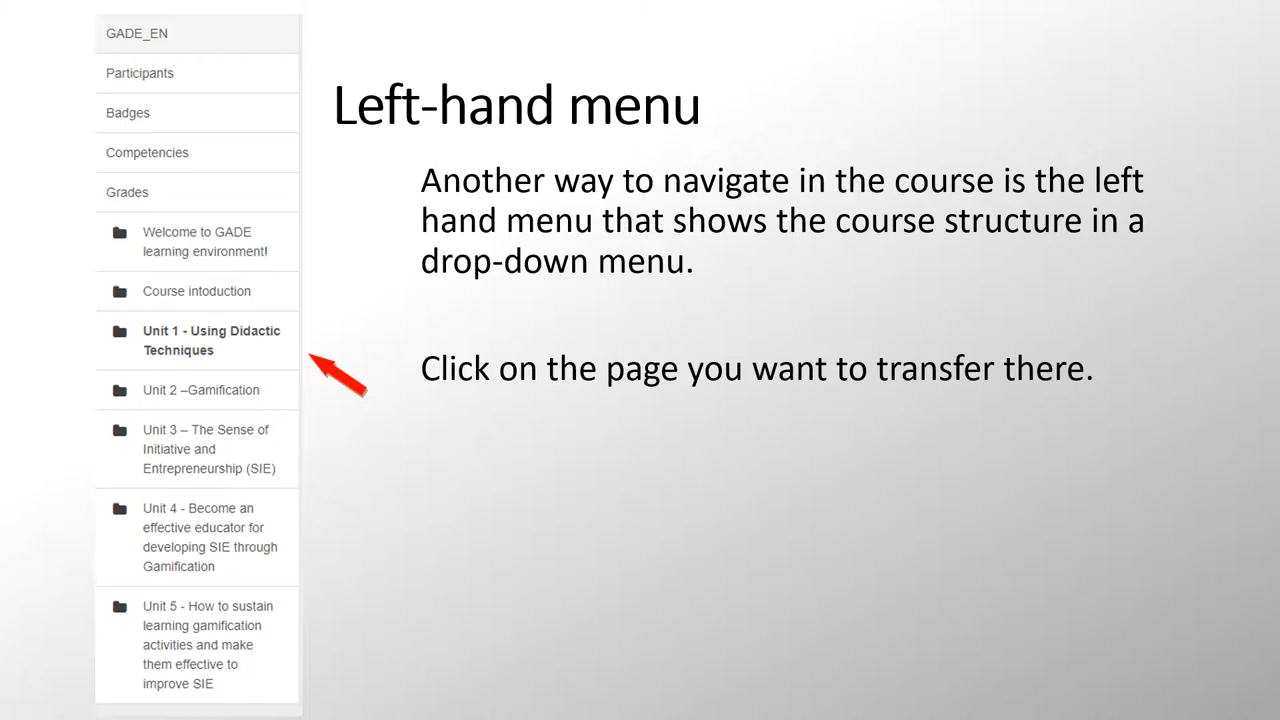 GADE_EN
Participants
Badges
Competencies
Grades
Welcome to GADE
learning environment!
Course intoduction
Unit 1 - Using Didactic
Techniques
Unit 2 –Gamification
Unit 3 – The Sense of
Initiative and
Entrepreneurship (SIE)
Unit 4 - Become an
effective educator for
developing SIE through
Gamification
Unit 5 - How to sustain
learning gamification
activities and make
them effective to
improve SIE
Left-hand menu
Another way to navigate in the course is the left
hand menu that shows the course structure in a
drop-down menu.
Click on the page you want to transfer there.